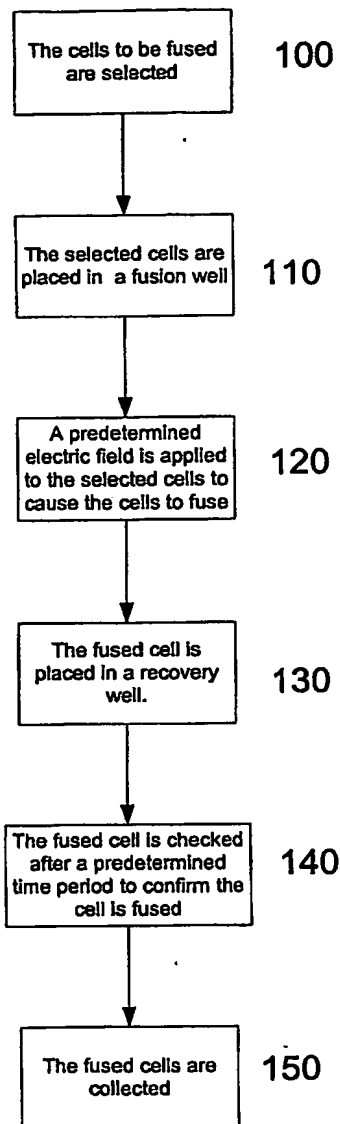 The cells to be fused
are selected
100
The selected cells are
placed in a fusion well
110
A predetermined
electric field is applied
to the selected cells to
cause the cells to fuse
120
The fused cell is
placed in a recovery
well.
130
The fused cell is checked
after a predetermined
time period to confirm the
cell is fused
140
The fused cells are
collected
150